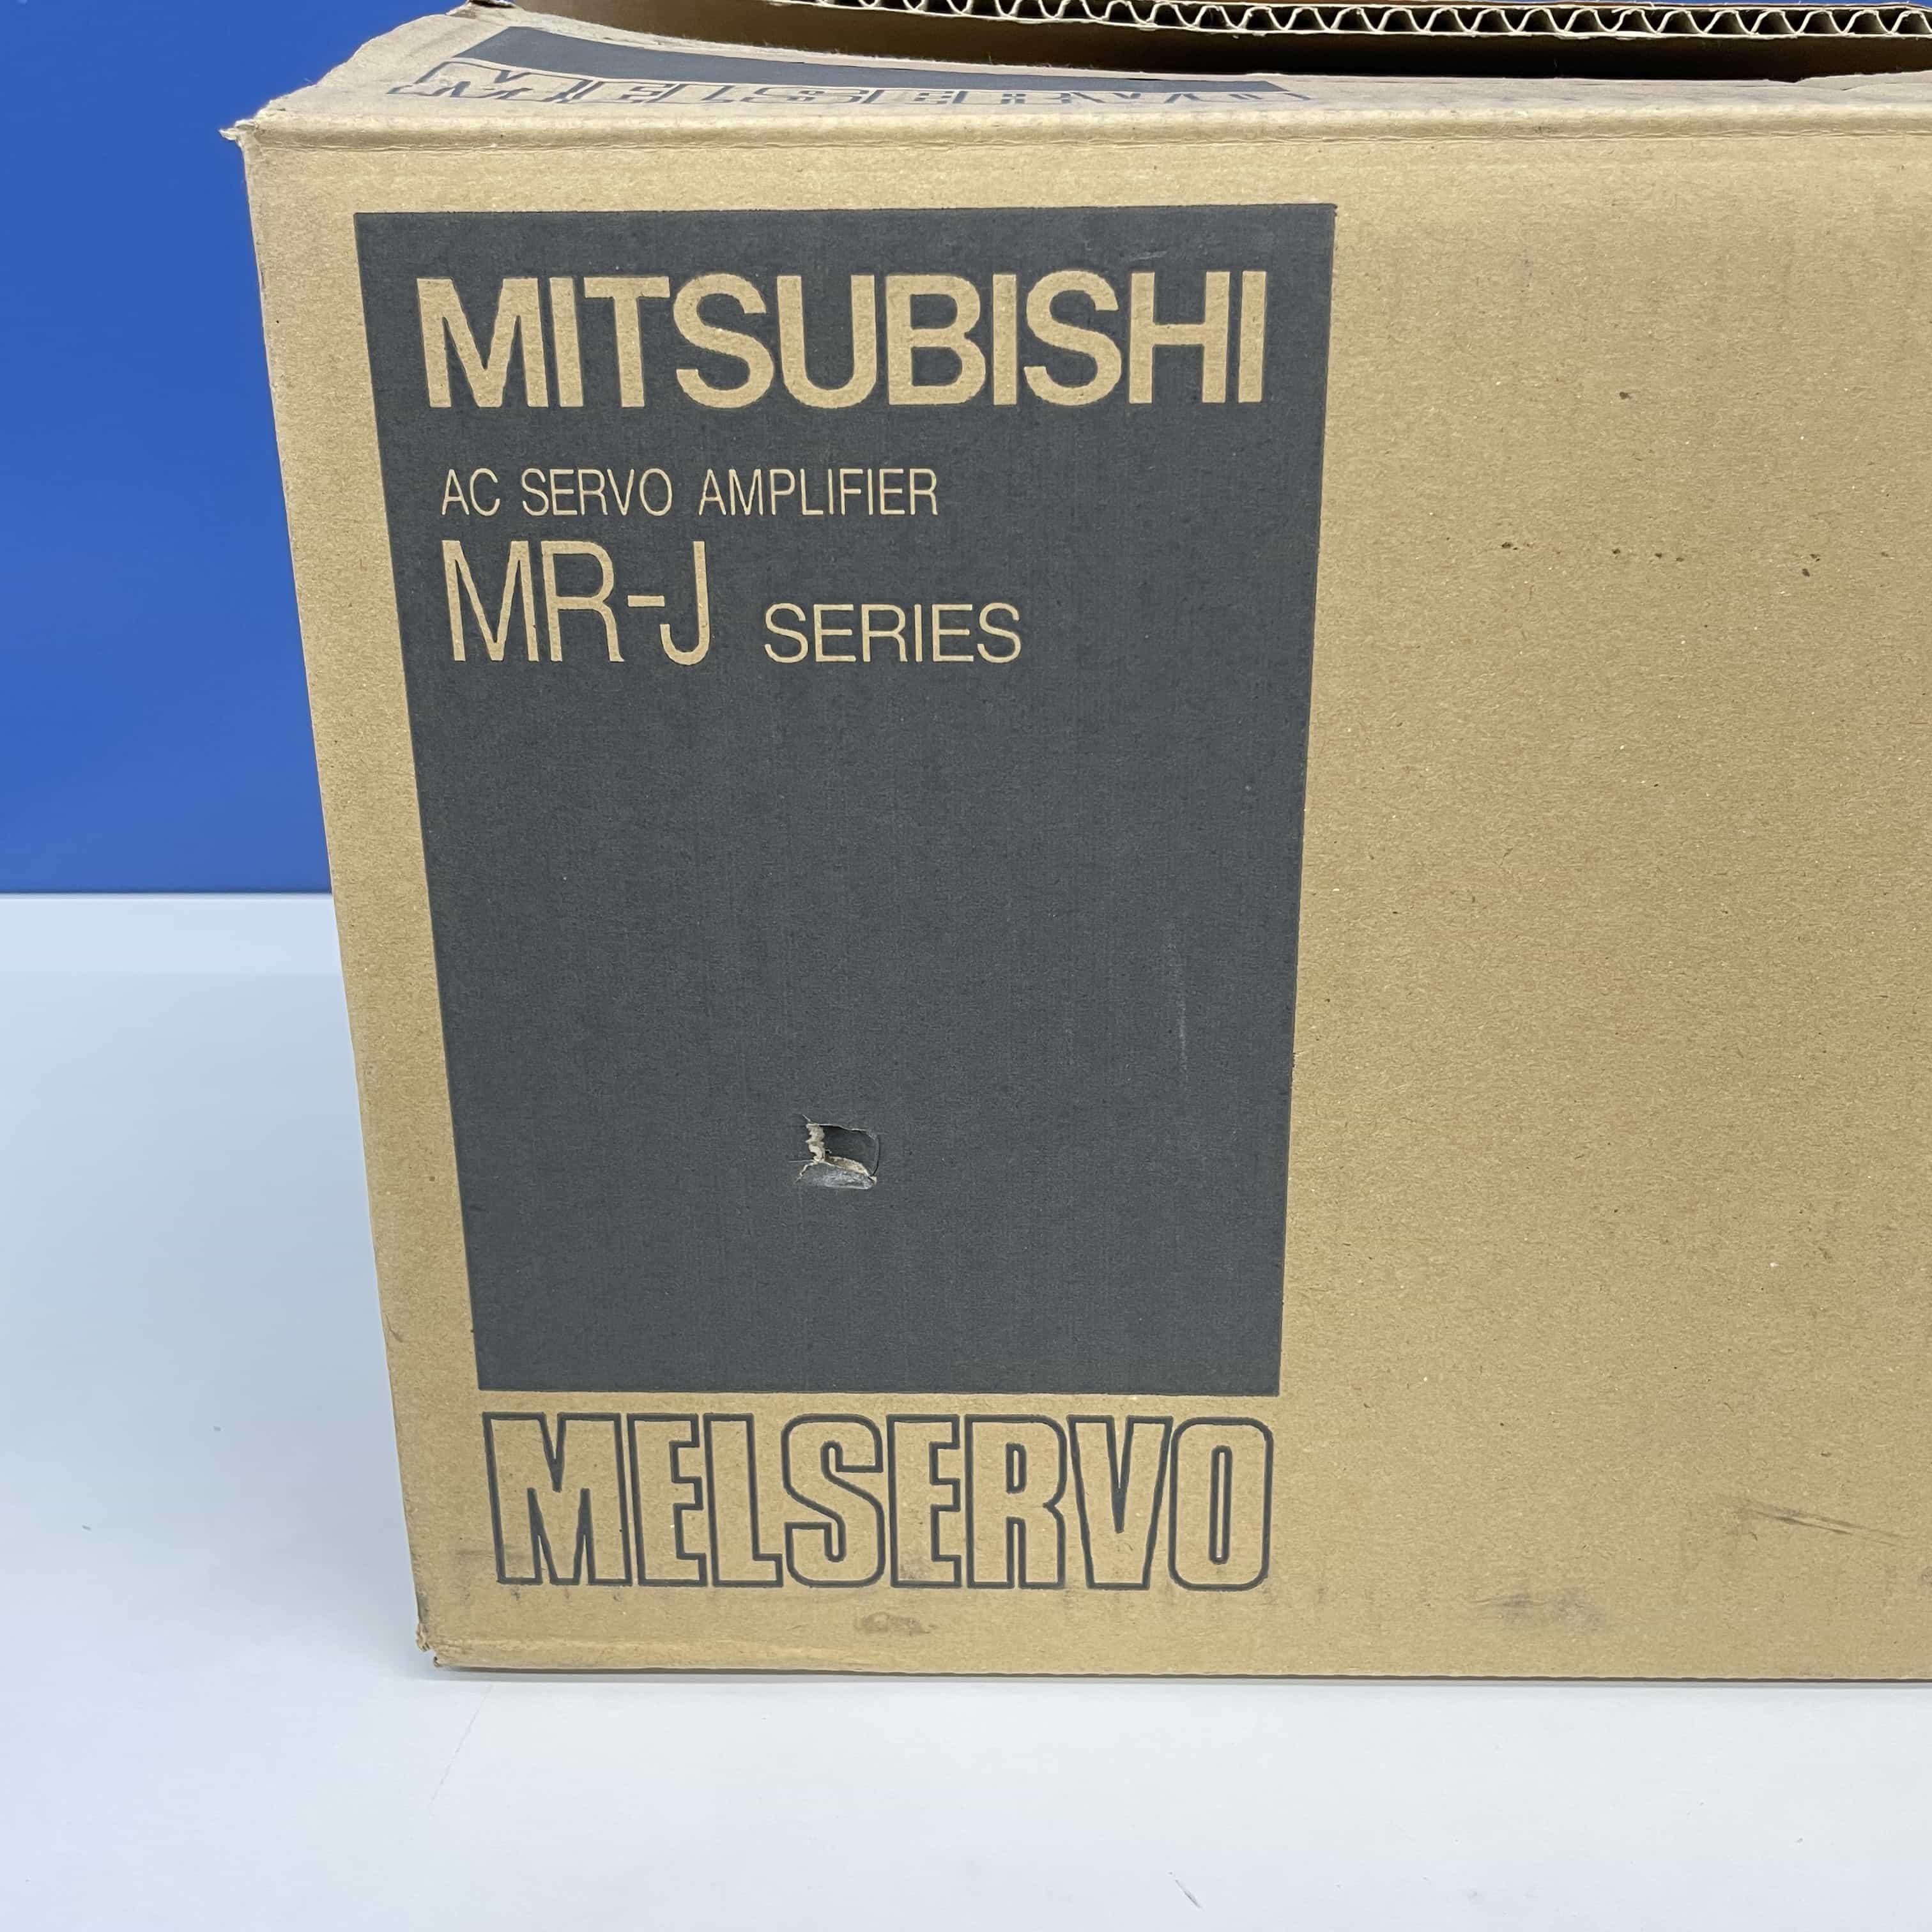 MITSUBISHI
AC SERVO AMPLIFIER
MR-J SERIES
MELSERVO